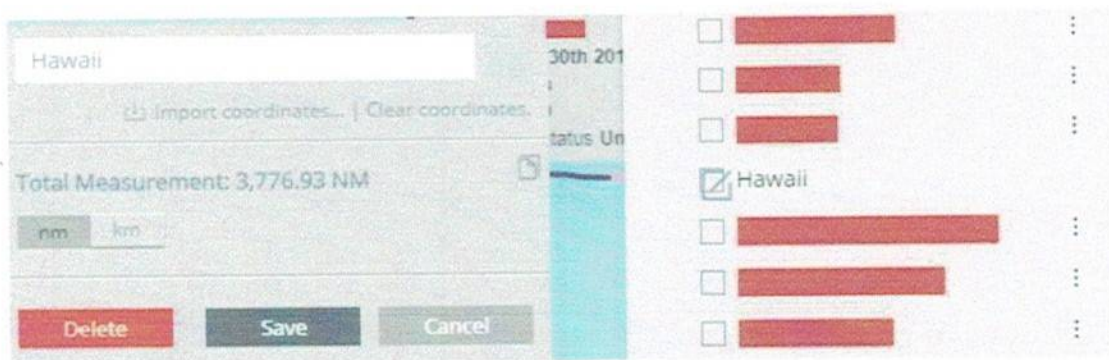 Hawaii
Import coordinates... | Clear coordinates.
Total Measurement: 3,776.93 NM
nm km
Delete Save Cancel
30th 201
tatus Un
Hawaii